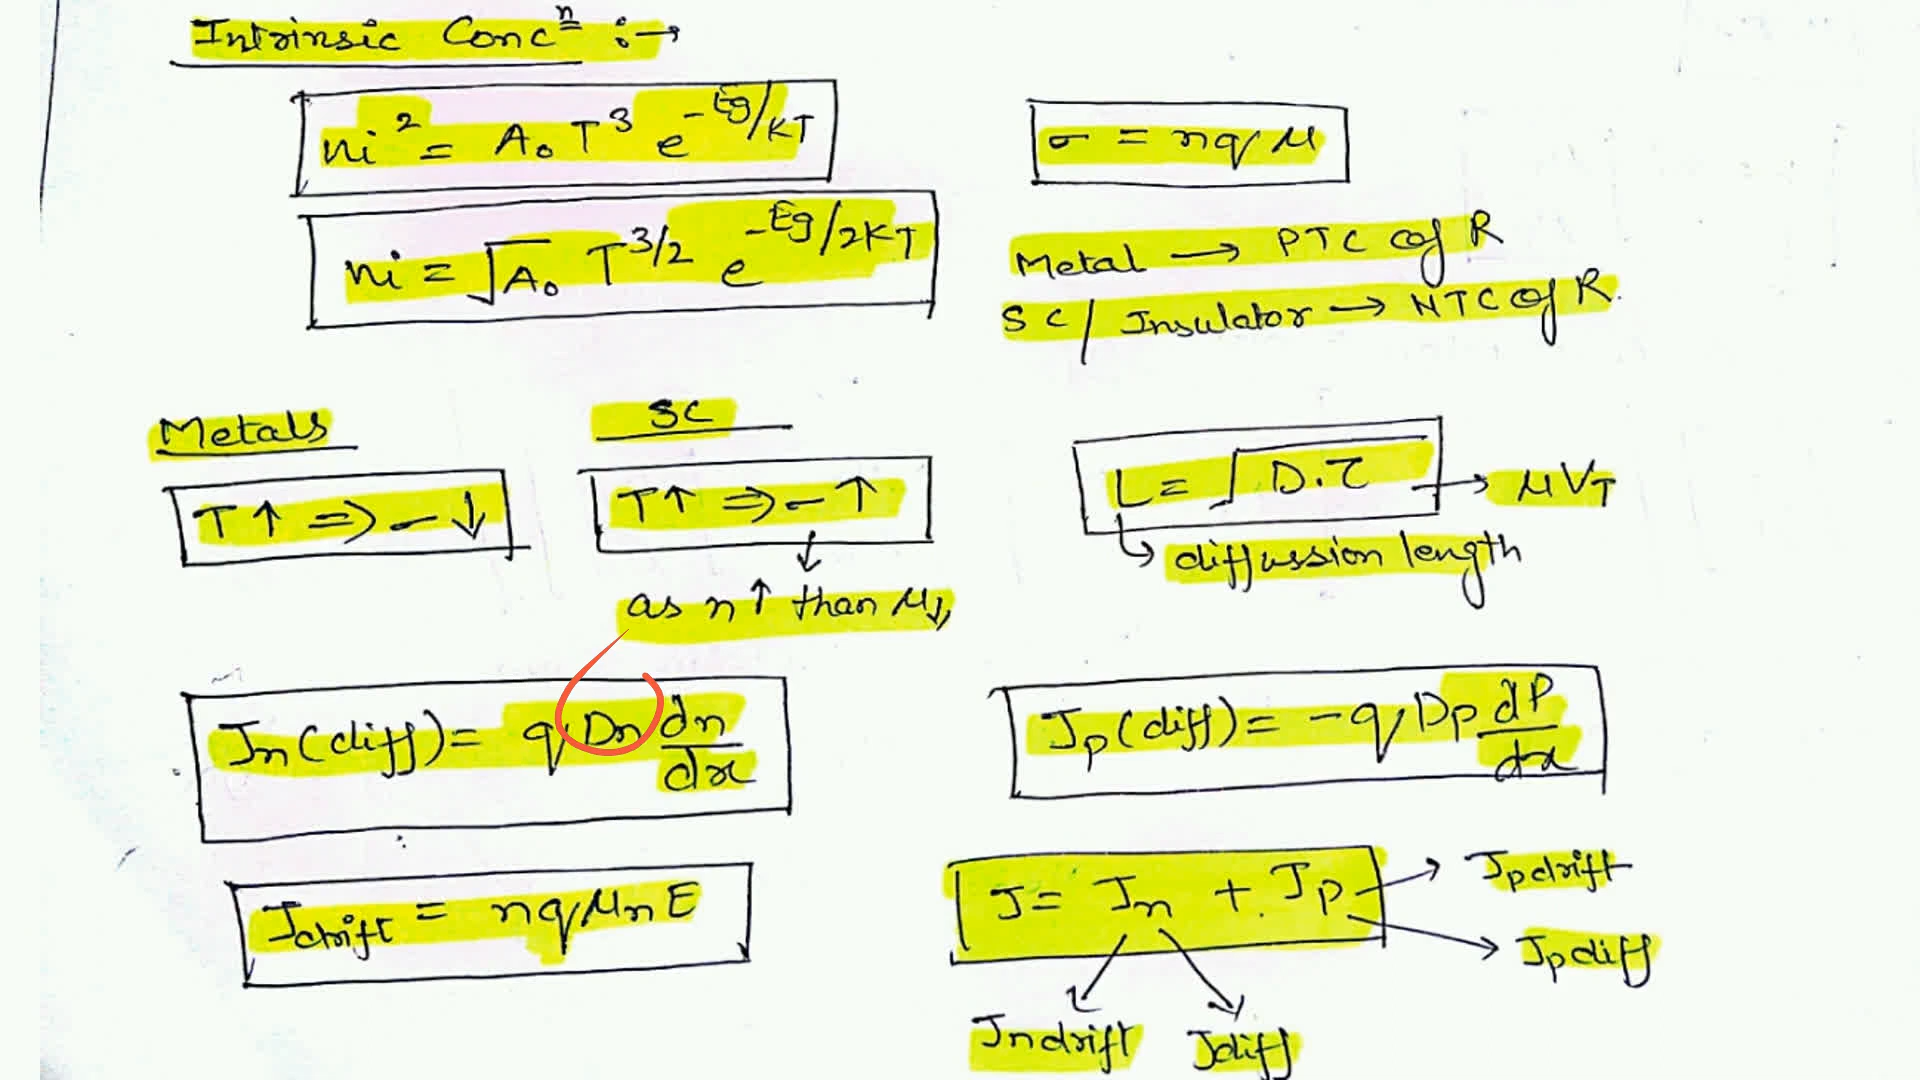 Intrinsic Concⁿ :→
ni² = A₀ T³ e^-Eg/KT
σ = nqμ
ni = √A₀ T^3/2 e^-Eg/2KT
Metal → PTC of R
SC / Insulator → NTC of R.
Metals
SC
T↑ ⇒ σ ↓
T↑ ⇒ σ ↑
L = √D.τ → μVT
↳ diffussion length
as n↑ than μ↓
Jn(diff) = q Dn dn/dx
Jp(diff) = -q Dp dP/dx
Jdrift = nqμnE
J = Jn + Jp
Jpdrift
Jpdiff
Jndrift
Jdiff